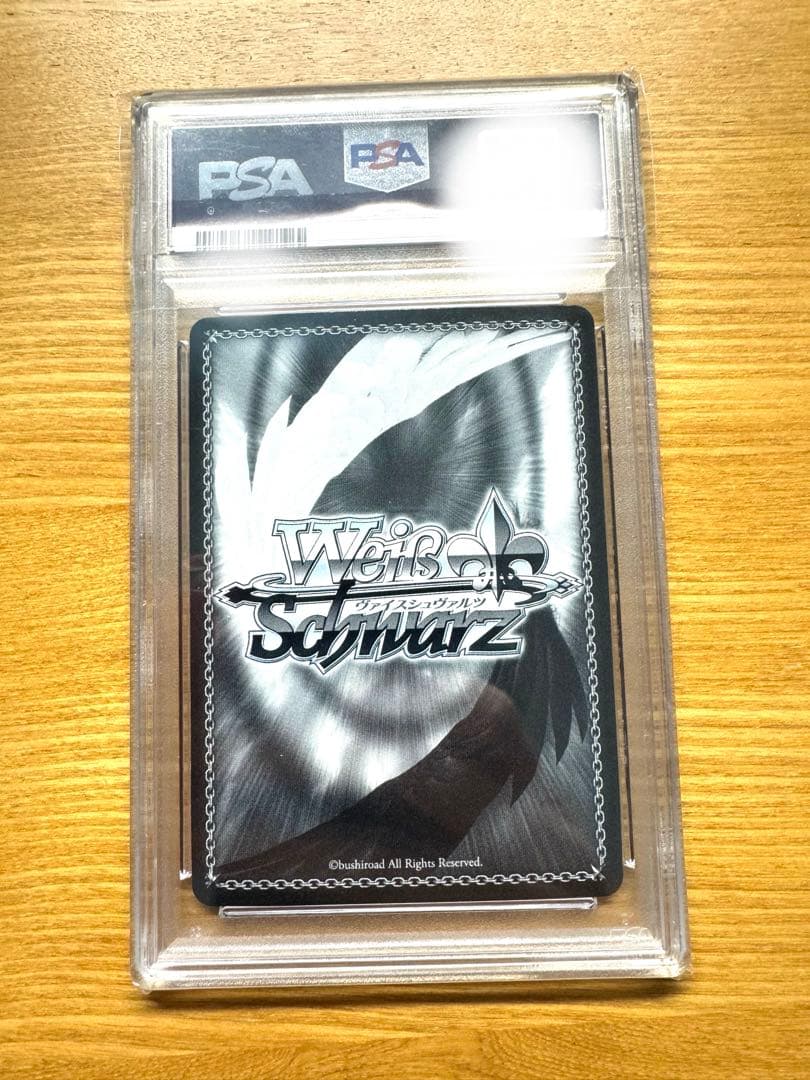 PSA
PSA
Weiß
ヴァイスシュヴァルツ
Schwarz
©bushiroad All Rights Reserved.